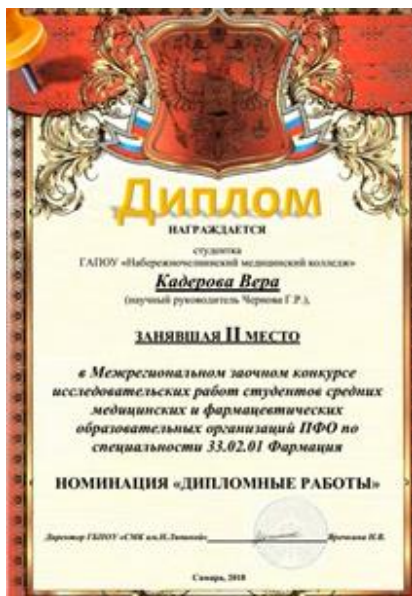 Диплом
НАГРАЖДАЕТСЯ
студентка
ГАПОУ «Набережночелнинский медицинский колледж»
Кадерова Вера
(научный руководитель Чернова Г.Р.),
ЗАНЯВШАЯ II МЕСТО
в Межрегиональном заочном конкурсе
исследовательских работ студентов средних
медицинских и фармацевтических
образовательных организаций ПФО по
специальности 33.02.01 Фармация
НОМИНАЦИЯ «ДИПЛОМНЫЕ РАБОТЫ»
Директор ГБПОУ «СМК им.Н.Ляпиной» Н.В.
Самара, 2018